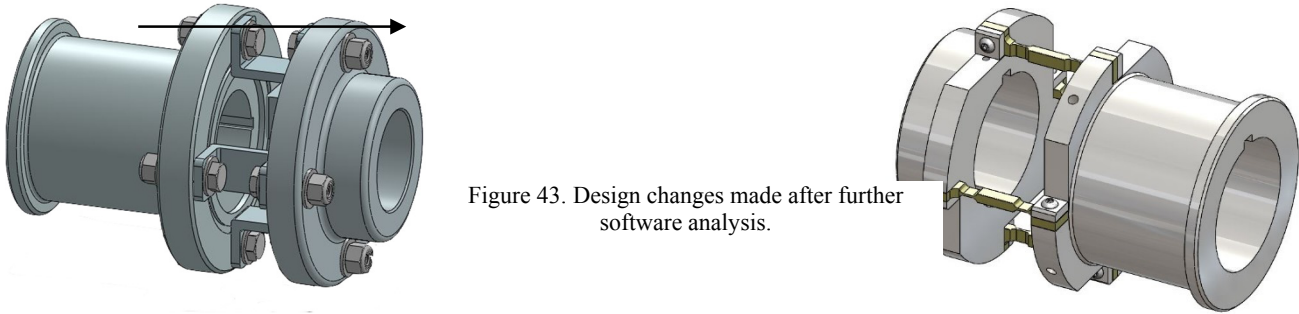 Figure 43. Design changes made after further
software analysis.